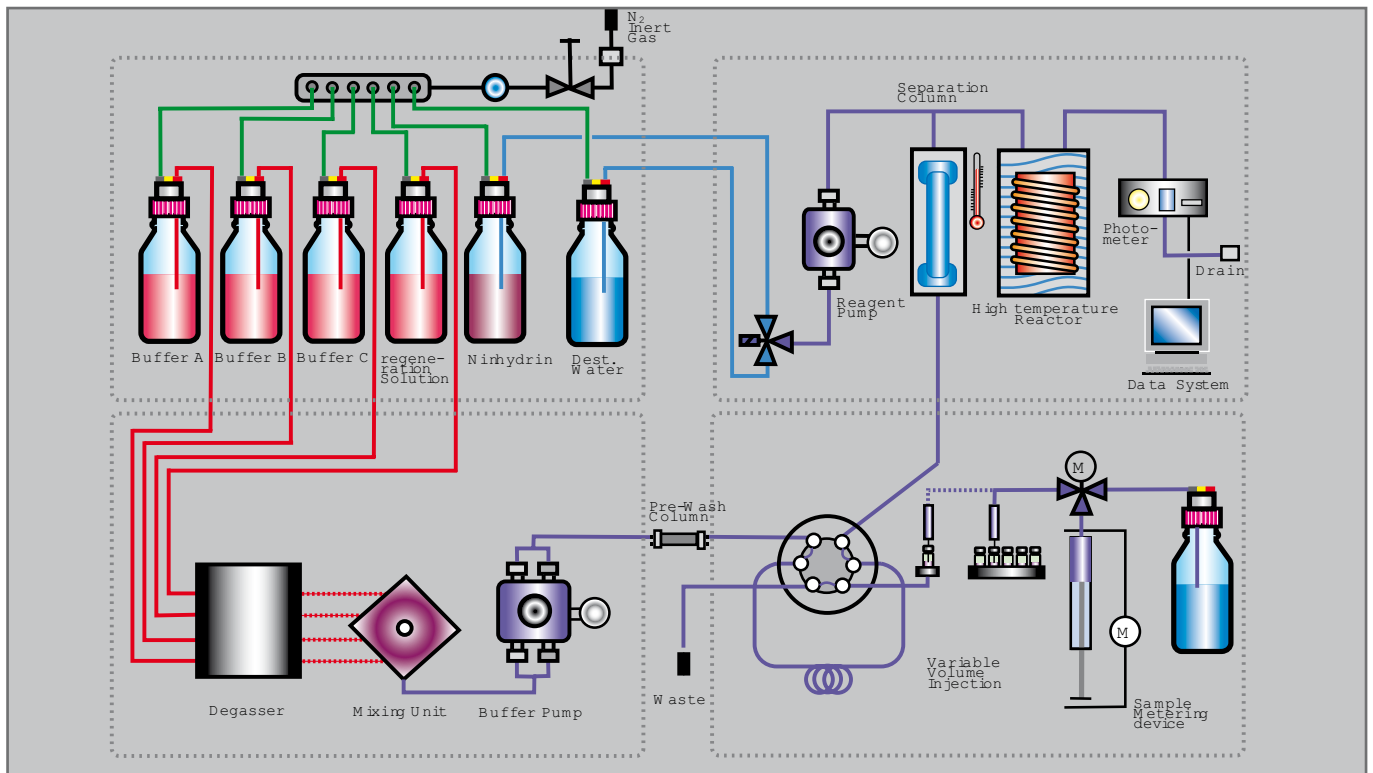 N2
Inert
Gas
Separation
Column
Photo-
meter
Drain
Reagent
Pump
High temperature
Reactor
Data System
Buffer A
Buffer B
Buffer C
regene-
ration
Solution
Ninhydrin
Dest.
Water
Pre-Wash
Column
M
M
Degasser
Mixing Unit
Buffer Pump
Waste
Variable
Volume
Injection
Sample
Metering
device